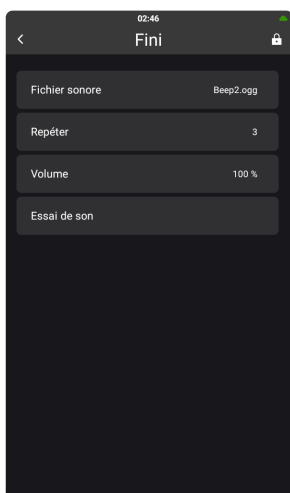 02:46
Fini
Fichier sonore Beep2.ogg
Repéter 3
Volume 100 %
Essai de son